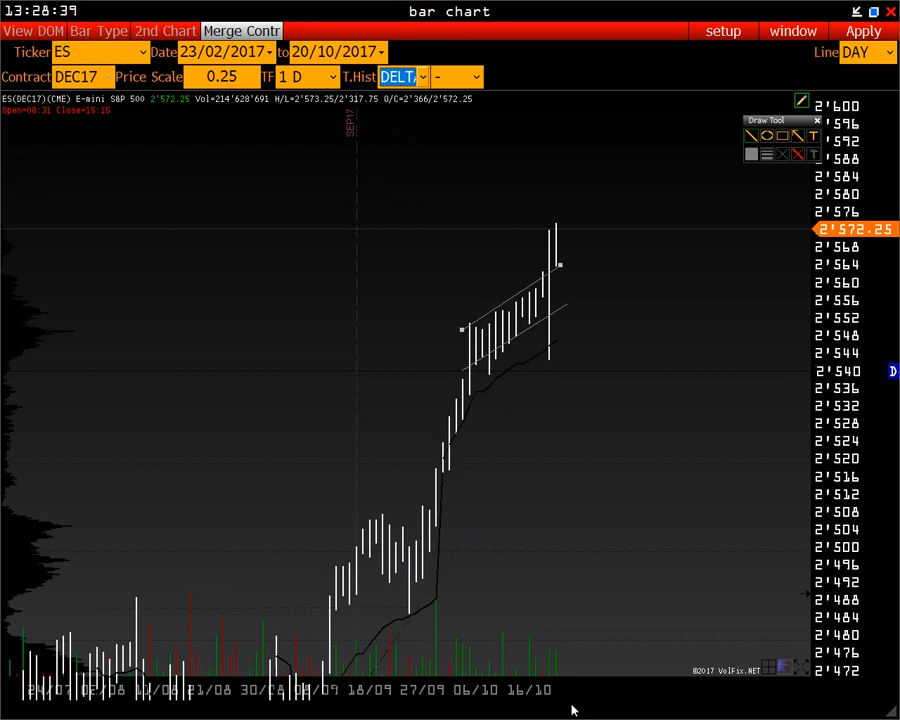 13:28:39 bar chart
View DOM Bar Type 2nd Chart Merge Contr setup window Apply
Ticker ES Date 23/02/2017 to 20/10/2017 Line DAY
Contract DEC17 Price Scale 0.25 TF 1 D T.Hist DELTA -
ES(DEC17)(CME) E-mini S&P 500 2'572.25 Vol=214'628'691 H/L=2'573.25/2'317.75 O/C=2'366/2'572.25
Open=08:31 Close=15:15
SEP17
Draw Tool
T
T
2'600
2'596
2'592
2'588
2'584
2'580
2'576
2'572.25
2'568
2'564
2'560
2'556
2'552
2'548
2'544
2'540 D
2'536
2'532
2'528
2'524
2'520
2'516
2'512
2'508
2'504
2'500
2'496
2'492
2'488
2'484
2'480
2'476
2'472
©2017 VolFix.NET
24/07 02/08 11/08 21/08 30/08 08/09 18/09 27/09 06/10 16/10